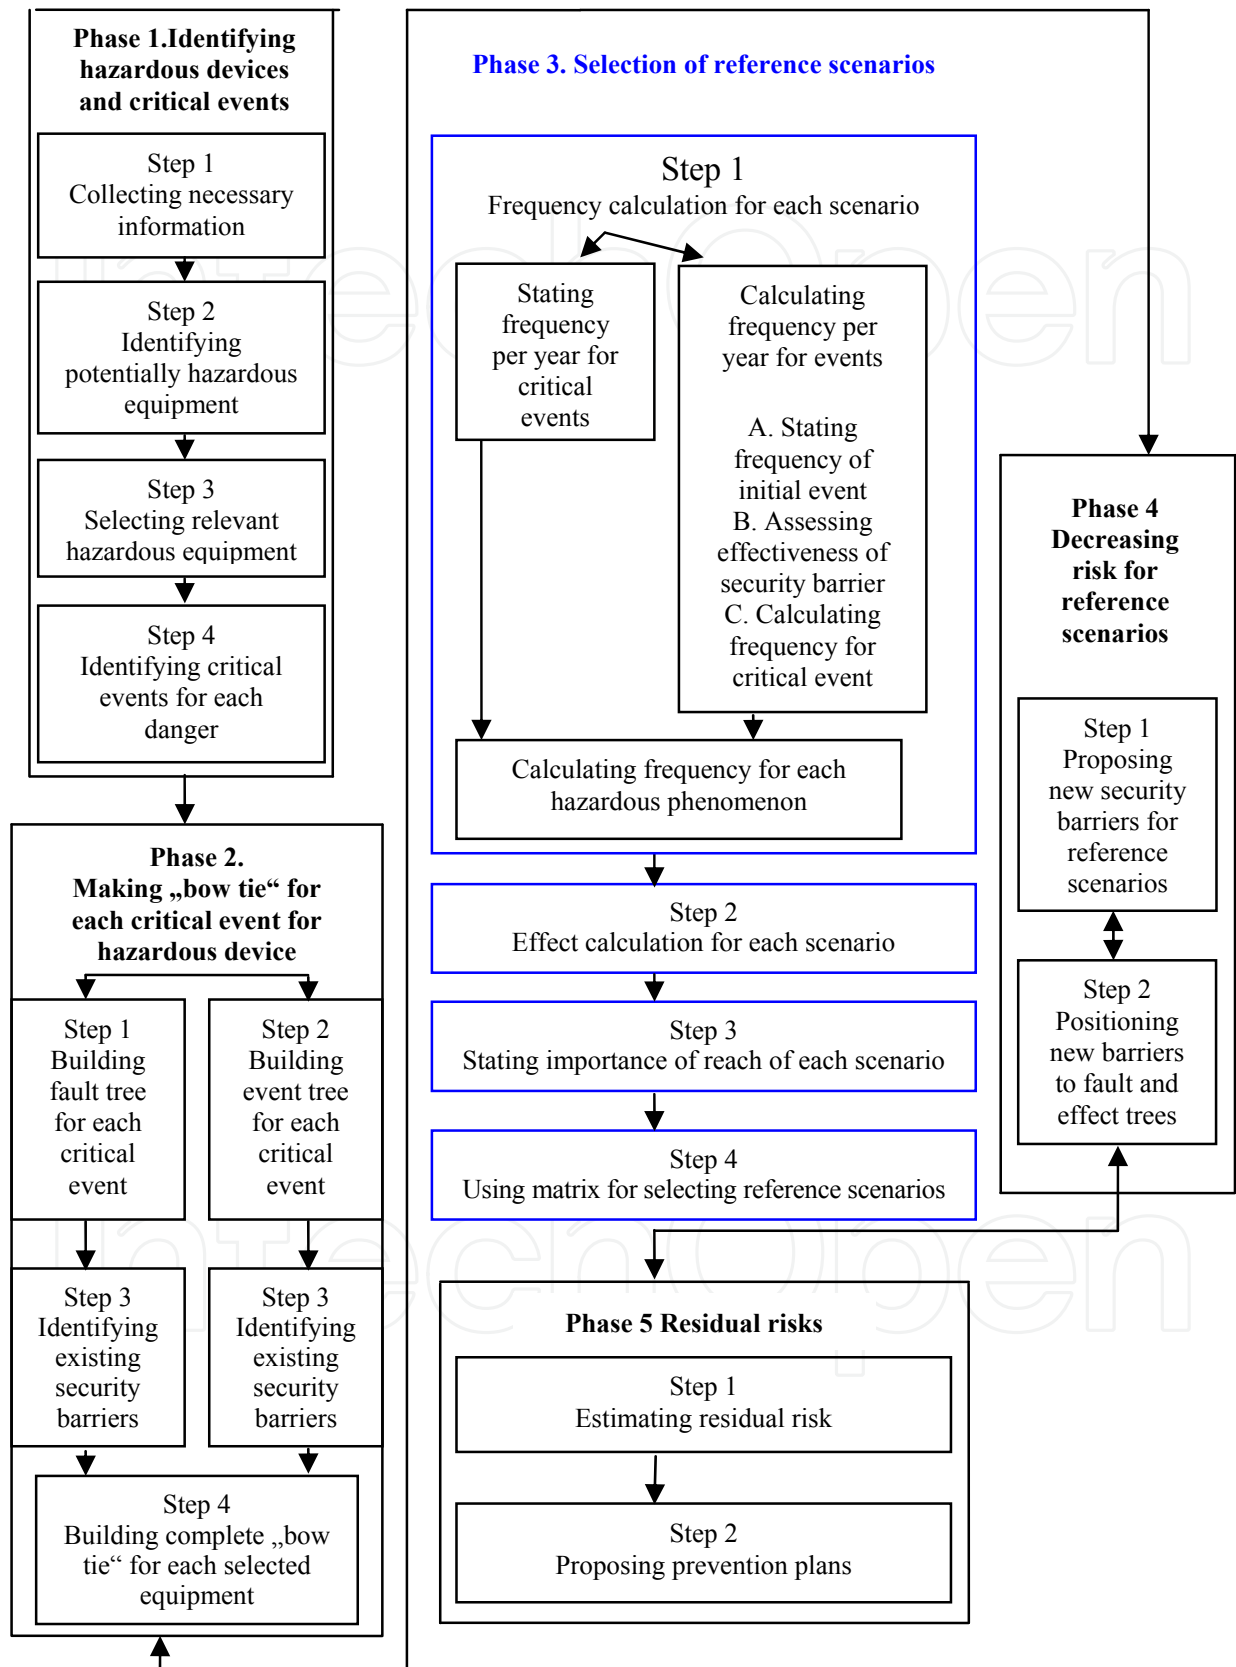 Phase 1.Identifying
hazardous devices
and critical events
Step 1
Collecting necessary
information
Step 2
Identifying
potentially hazardous
equipment
Step 3
Selecting relevant
hazardous equipment
Step 4
Identifying critical
events for each
danger
Phase 2.
Making „bow tie“ for
each critical event for
hazardous device
Step 1
Building
fault tree
for each
critical
event
Step 2
Building
event tree
for each
critical
event
Step 3
Identifying
existing
security
barriers
Step 3
Identifying
existing
security
barriers
Step 4
Building complete „bow
tie“ for each selected
equipment
Phase 3. Selection of reference scenarios
Step 1
Frequency calculation for each scenario
Stating
frequency
per year for
critical
events
Calculating
frequency per
year for events
A. Stating
frequency of
initial event
B. Assessing
effectiveness of
security barrier
C. Calculating
frequency for
critical event
Calculating frequency for each
hazardous phenomenon
Step 2
Effect calculation for each scenario
Step 3
Stating importance of reach of each scenario
Step 4
Using matrix for selecting reference scenarios
Phase 4
Decreasing
risk for
reference
scenarios
Step 1
Proposing
new security
barriers for
reference
scenarios
Step 2
Positioning
new barriers
to fault and
effect trees
Phase 5 Residual risks
Step 1
Estimating residual risk
Step 2
Proposing prevention plans
IntechOpen
IntechOpen